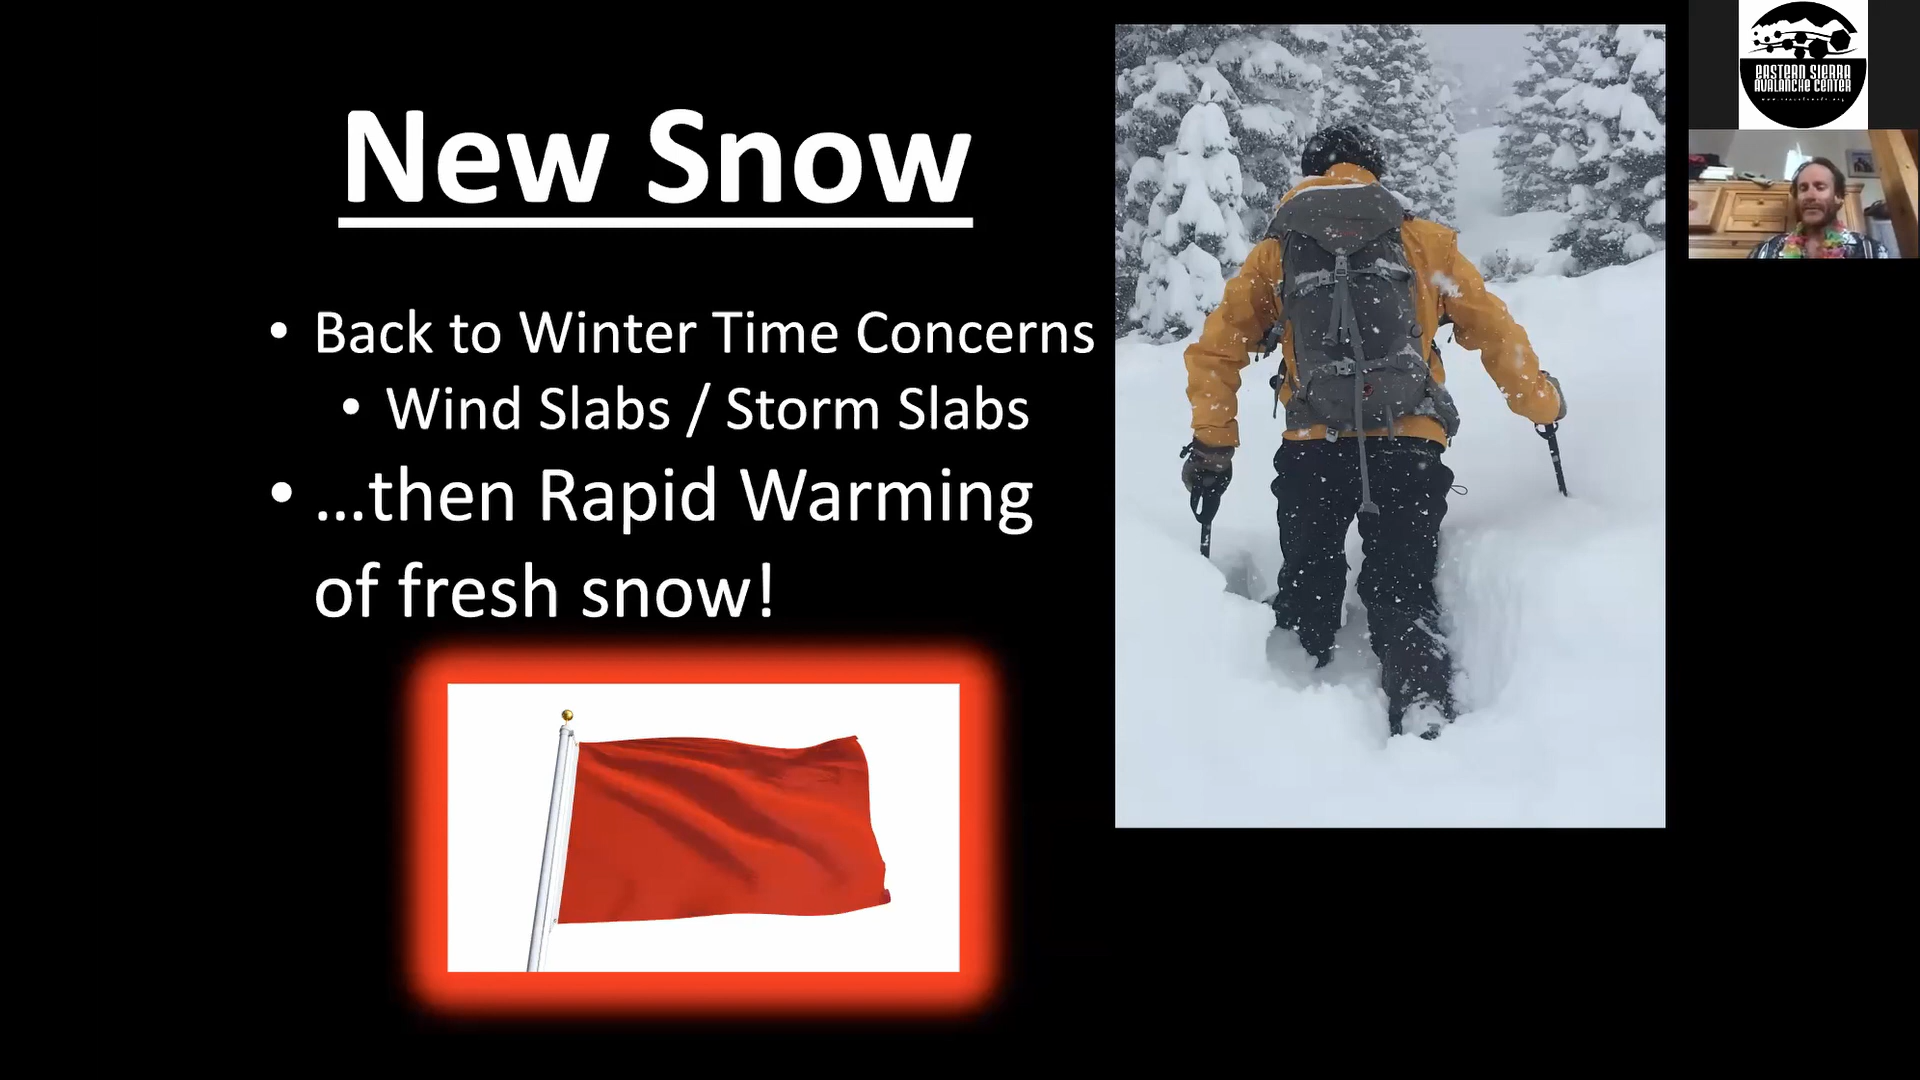 New Snow
• Back to Winter Time Concerns
• Wind Slabs / Storm Slabs
• ...then Rapid Warming
of fresh snow!
EASTERN SIERRA
AVALANCHE CENTER